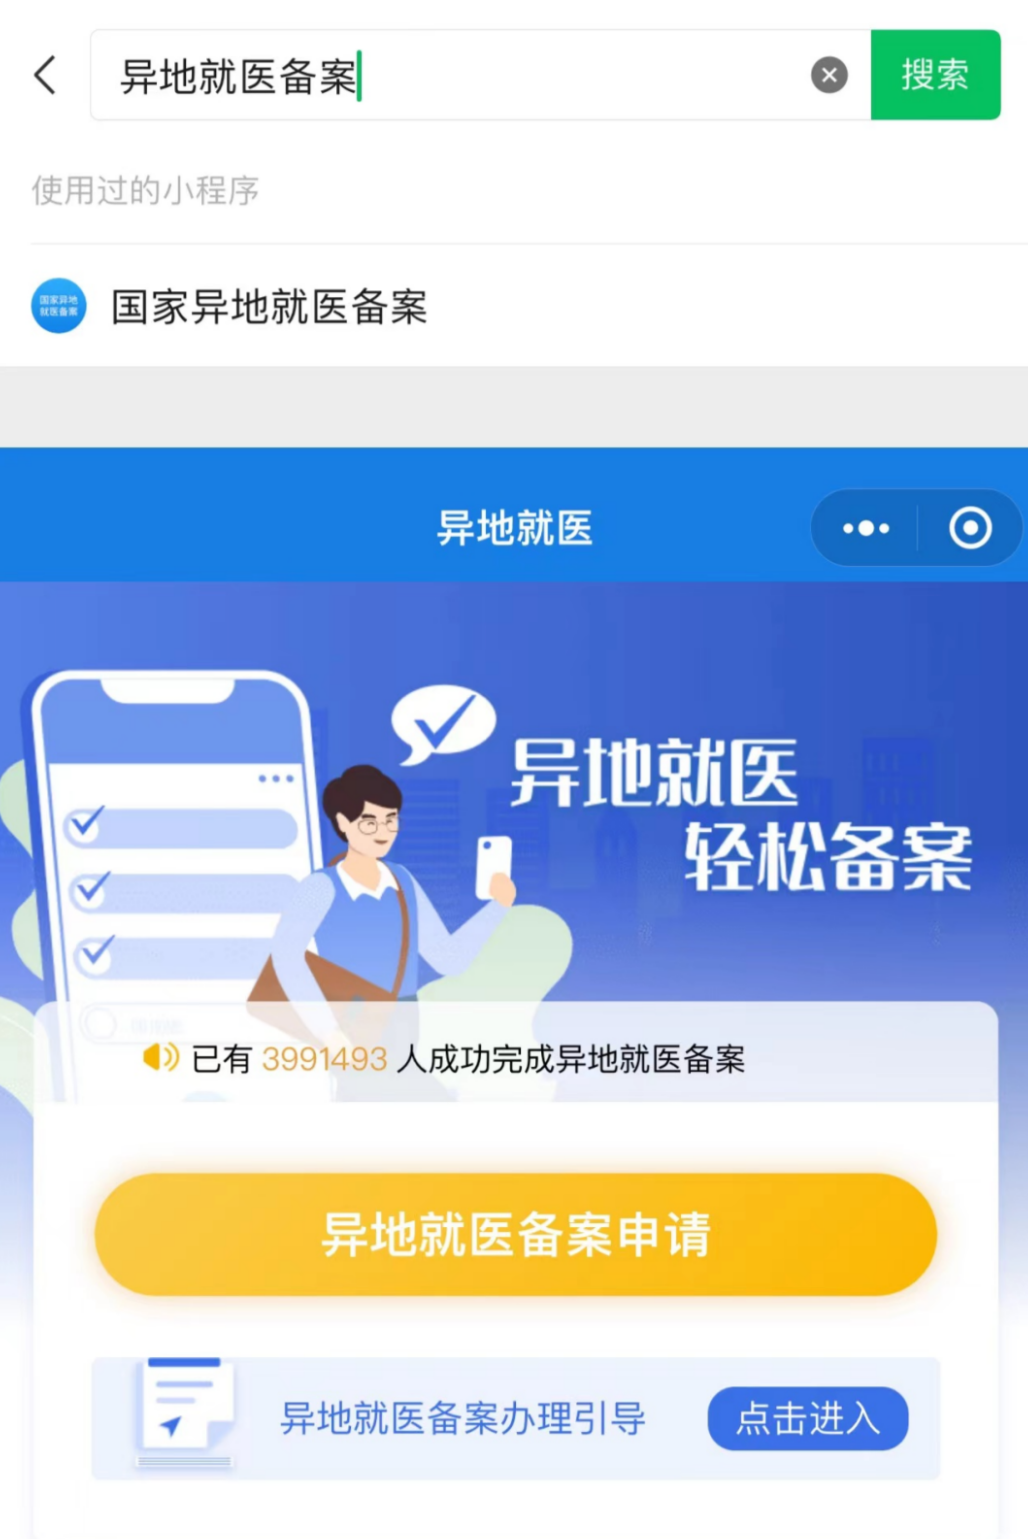 异地就医备案
搜索
使用过的小程序
国家异地
就医备案
国家异地就医备案
异地就医
异地就医
轻松备案
已有 3991493 人成功完成异地就医备案
异地就医备案申请
异地就医备案办理引导
点击进入